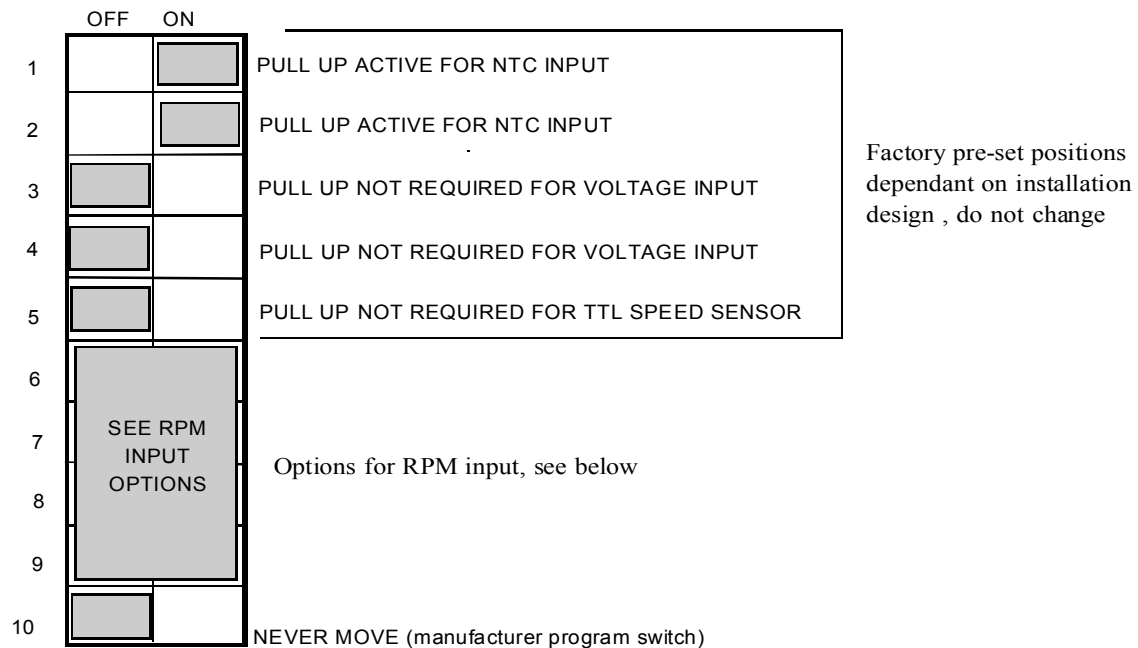 OFF ON
1 PULL UP ACTIVE FOR NTC INPUT
2 PULL UP ACTIVE FOR NTC INPUT
3 PULL UP NOT REQUIRED FOR VOLTAGE INPUT
4 PULL UP NOT REQUIRED FOR VOLTAGE INPUT
5 PULL UP NOT REQUIRED FOR TTL SPEED SENSOR
Factory pre-set positions
dependant on installation
design , do not change
6
7
8
9
SEE RPM
INPUT
OPTIONS
Options for RPM input, see below
10 NEVER MOVE (manufacturer program switch)